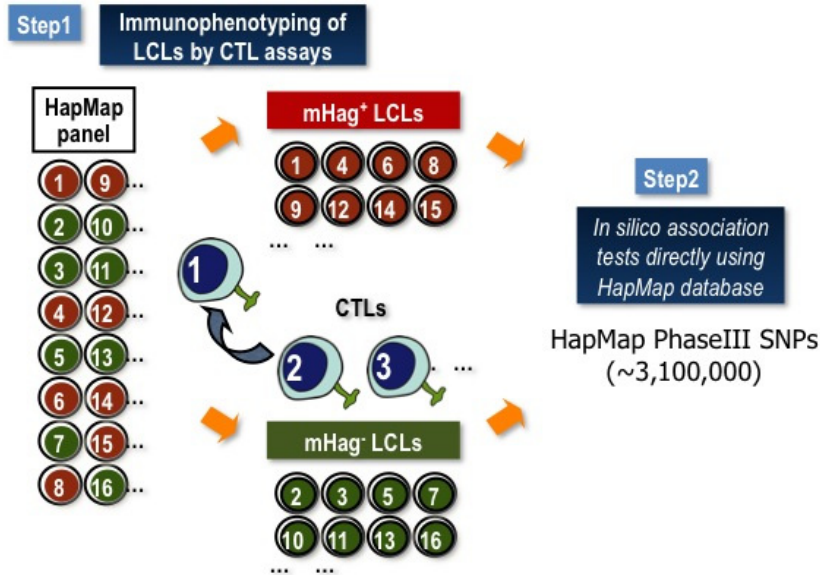 Step1
Immunophenotyping of
LCLs by CTL assays
HapMap
panel
1 9 ...
2 10 ...
3 11 ...
4 12 ...
5 13 ...
6 14 ...
7 15 ...
8 16 ...
mHag⁺ LCLs
1 4 6 8
9 12 14 15
... ...
1
CTLs
2 3 . ...
mHag⁻ LCLs
2 3 5 7
10 11 13 16
... ...
Step2
In silico association
tests directly using
HapMap database
HapMap PhaseIII SNPs
(~3,100,000)